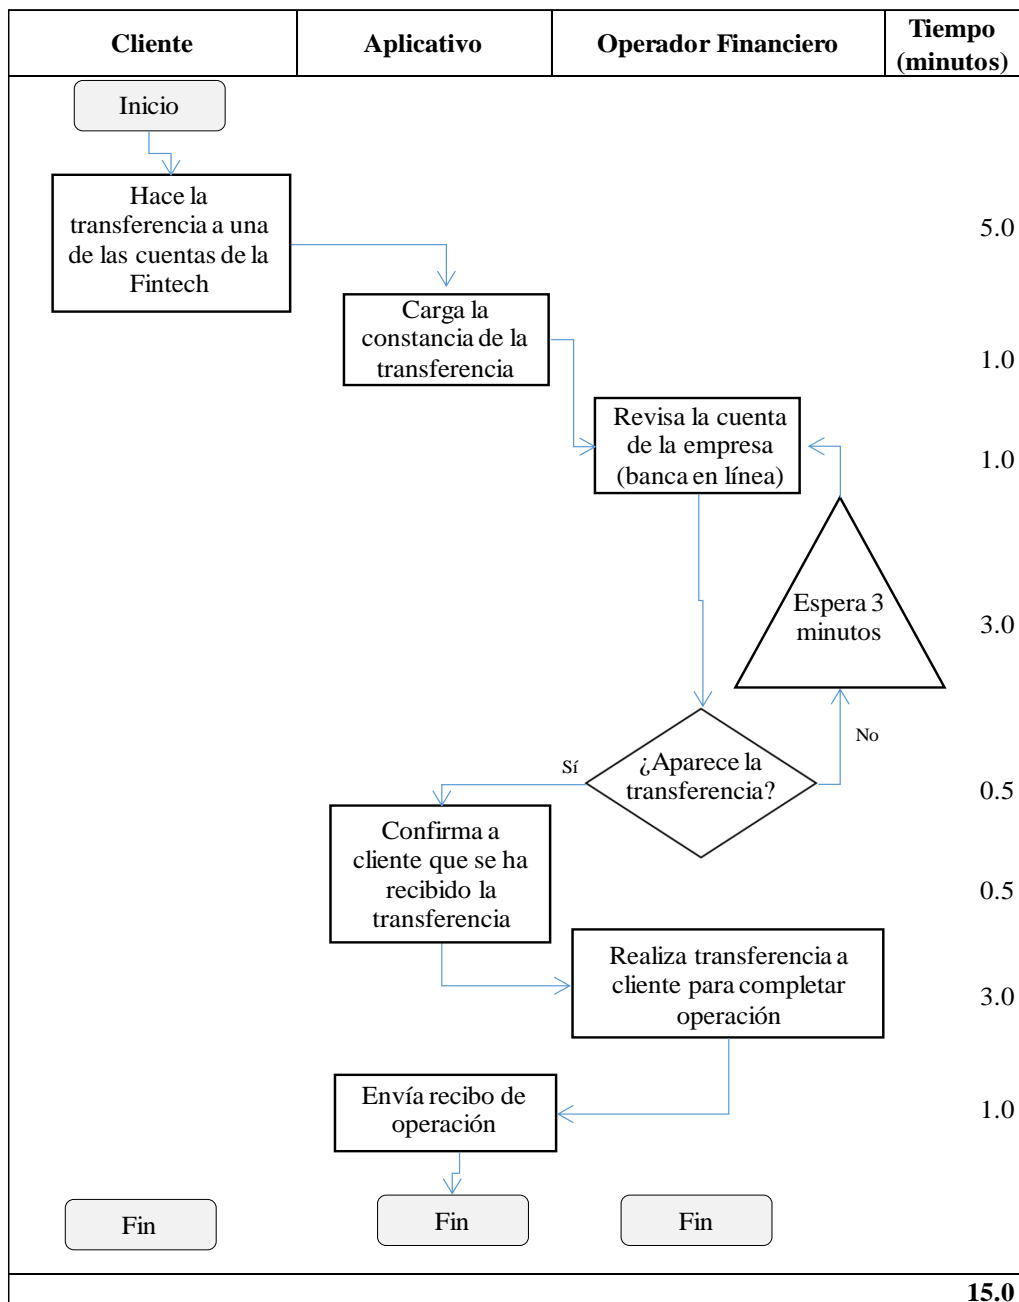 Cliente
Aplicativo
Operador Financiero
Tiempo
(minutos)
Inicio
Hace la
transferencia a una
de las cuentas de la
Fintech
5.0
Carga la
constancia de la
transferencia
1.0
Revisa la cuenta
de la empresa
(banca en línea)
1.0
Espera 3
minutos
3.0
No
Sí
¿Aparece la
transferencia?
0.5
Confirma a
cliente que se ha
recibido la
transferencia
0.5
Realiza transferencia a
cliente para completar
operación
3.0
Envía recibo de
operación
1.0
Fin
Fin
Fin
15.0